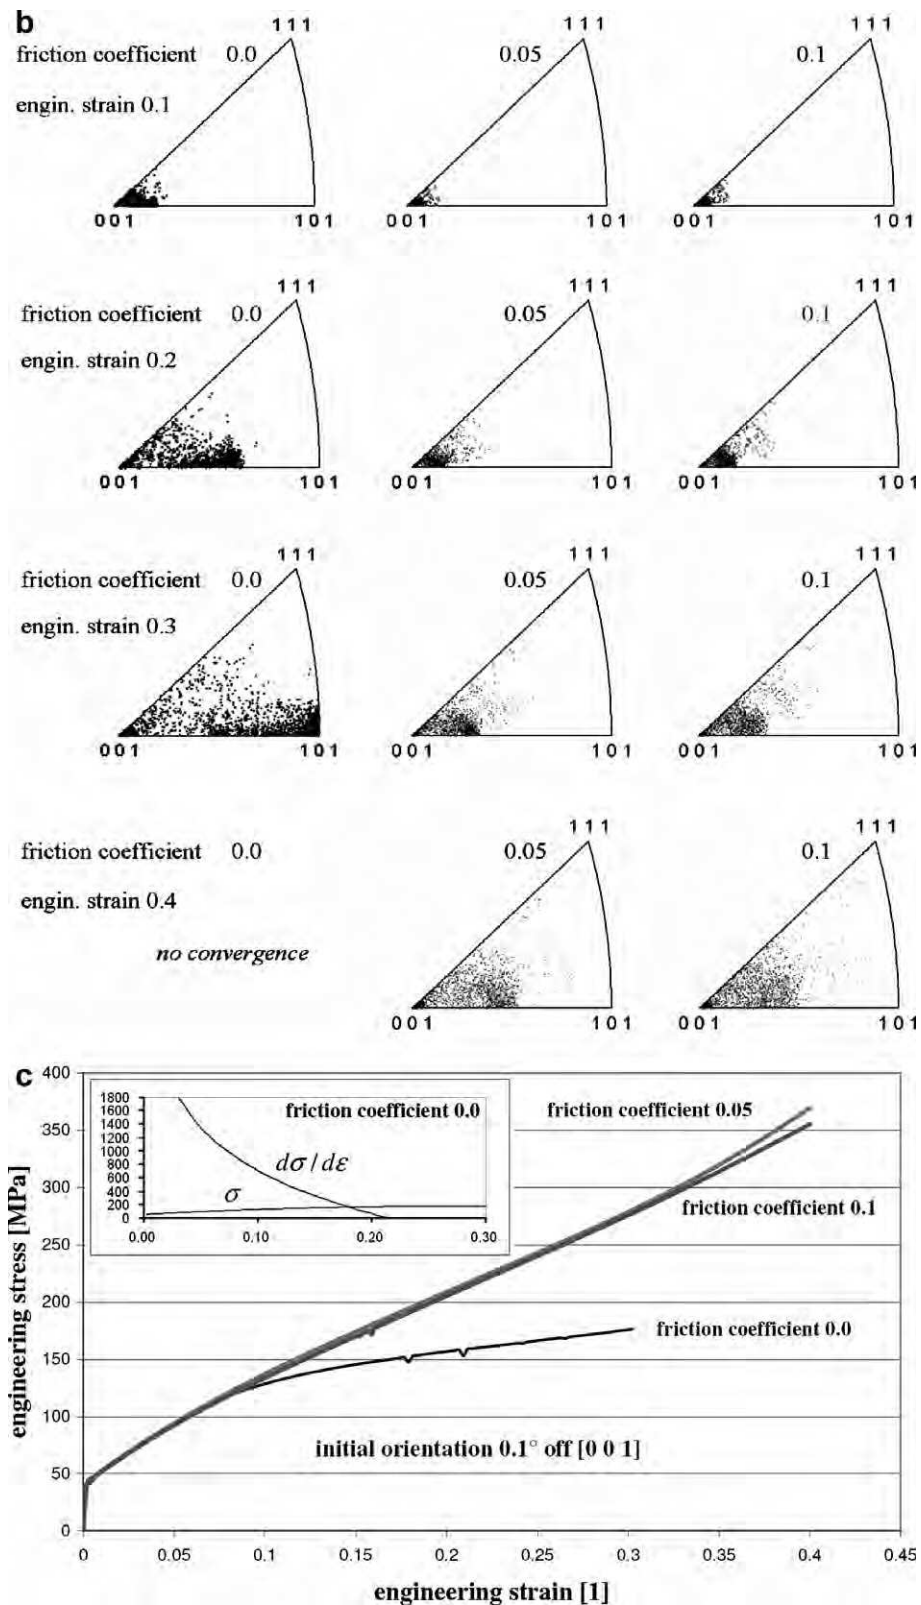 b
friction coefficient 0.0 111 0.05 111 0.1 111
engin. strain 0.1
001 101 001 101 001 101
friction coefficient 0.0 111 0.05 111 0.1 111
engin. strain 0.2
001 101 001 101 001 101
friction coefficient 0.0 111 0.05 111 0.1 111
engin. strain 0.3
001 101 001 101 001 101
friction coefficient 0.0 0.05 111 0.1 111
engin. strain 0.4
no convergence
001 101 001 101
c
engineering stress [MPa]
400
350
300
250
200
150
100
50
0
1800
1600
1400
1200
1000
800
600
400
200
0
friction coefficient 0.0
dσ/dε
σ
0.00 0.10 0.20 0.30
friction coefficient 0.05
friction coefficient 0.1
friction coefficient 0.0
initial orientation 0.1° off [0 0 1]
0 0.05 0.1 0.15 0.2 0.25 0.3 0.35 0.4 0.45
engineering strain [1]